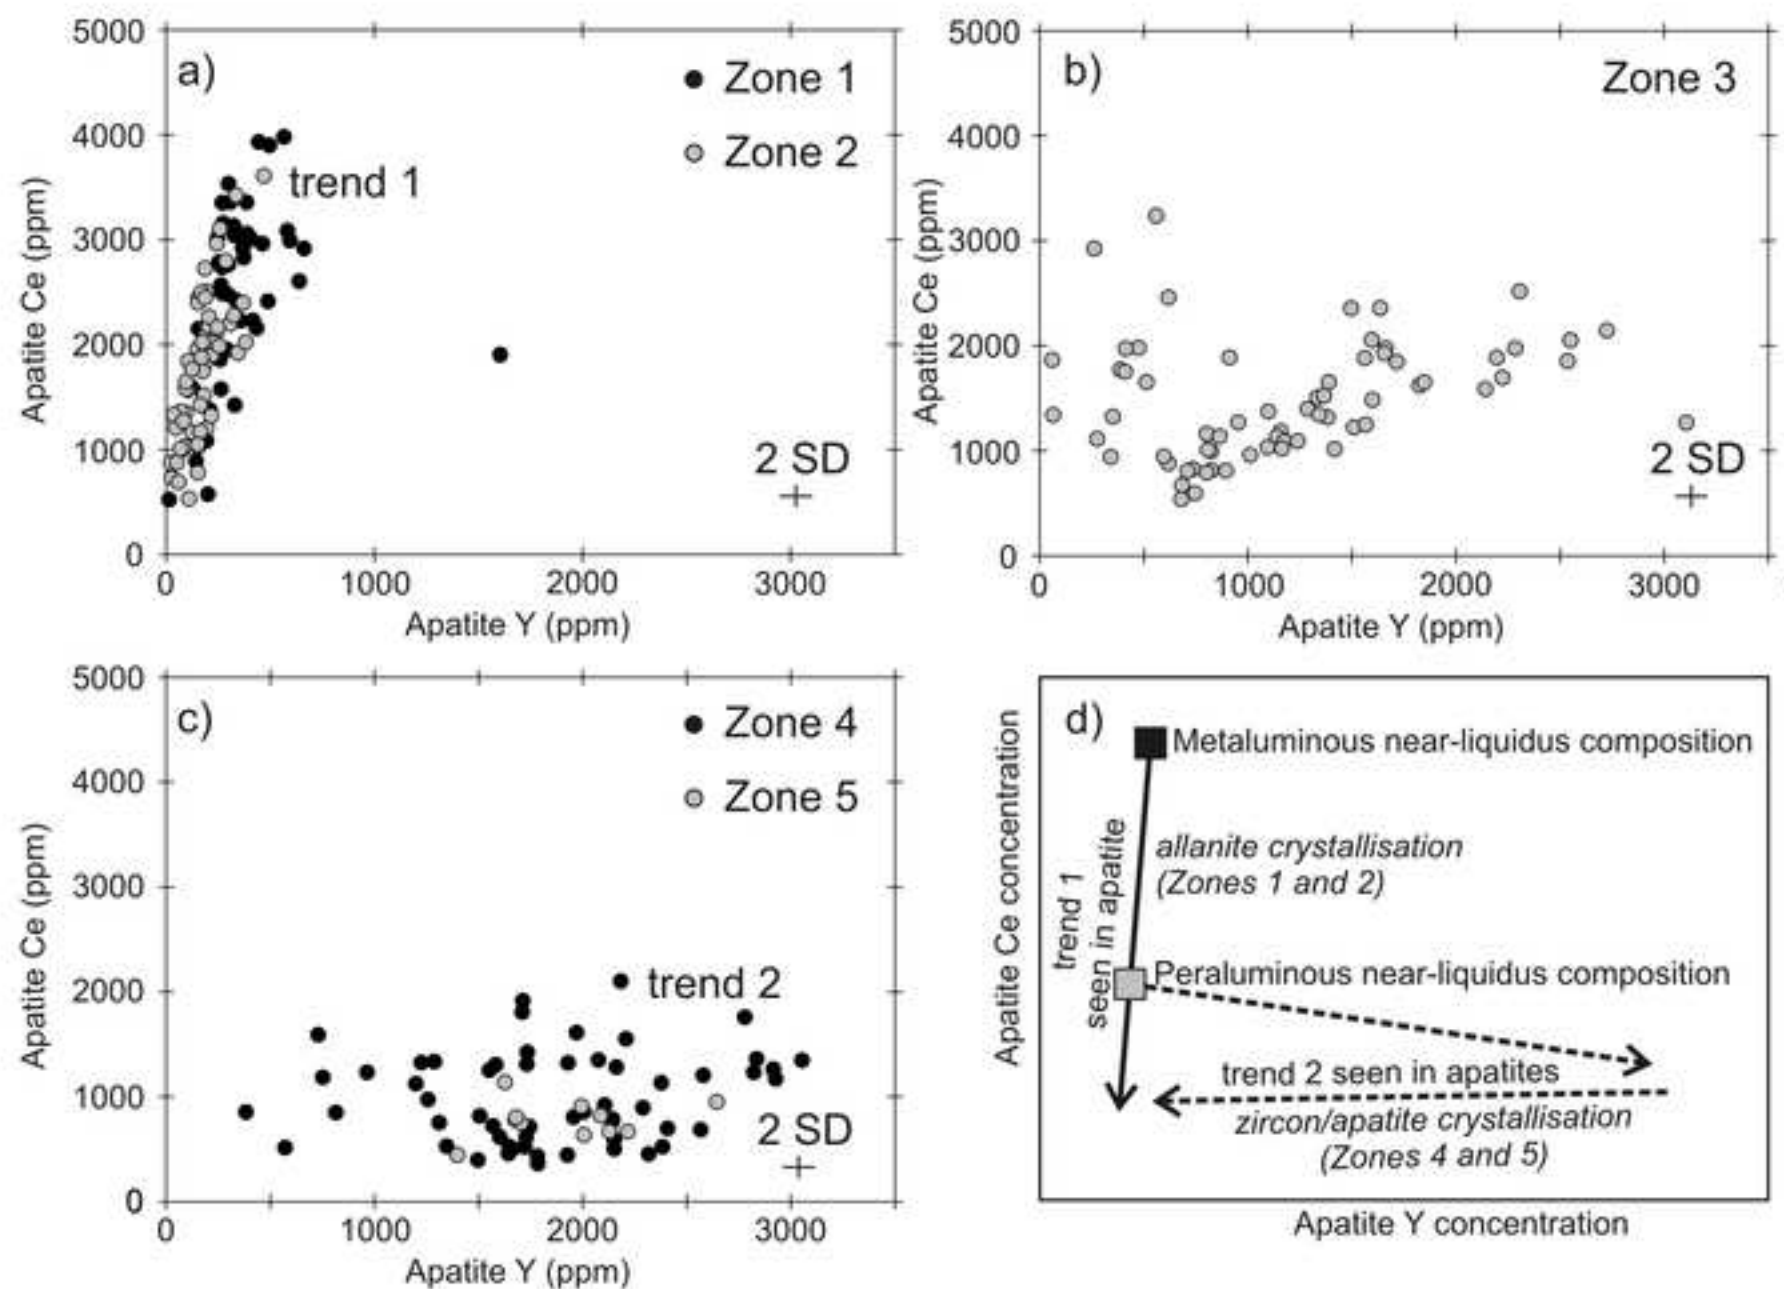 a)
Zone 1
Zone 2
trend 1
2 SD
5000
4000
3000
2000
1000
0
0
1000
2000
3000
Apatite Ce (ppm)
Apatite Y (ppm)
b)
Zone 3
2 SD
5000
4000
3000
2000
1000
0
0
1000
2000
3000
Apatite Ce (ppm)
Apatite Y (ppm)
c)
Zone 4
Zone 5
trend 2
2 SD
5000
4000
3000
2000
1000
0
0
1000
2000
3000
Apatite Ce (ppm)
Apatite Y (ppm)
d)
Metaluminous near-liquidus composition
allanite crystallisation
(Zones 1 and 2)
trend 1
seen in apatite
Peraluminous near-liquidus composition
trend 2 seen in apatites
zircon/apatite crystallisation
(Zones 4 and 5)
Apatite Ce concentration
Apatite Y concentration